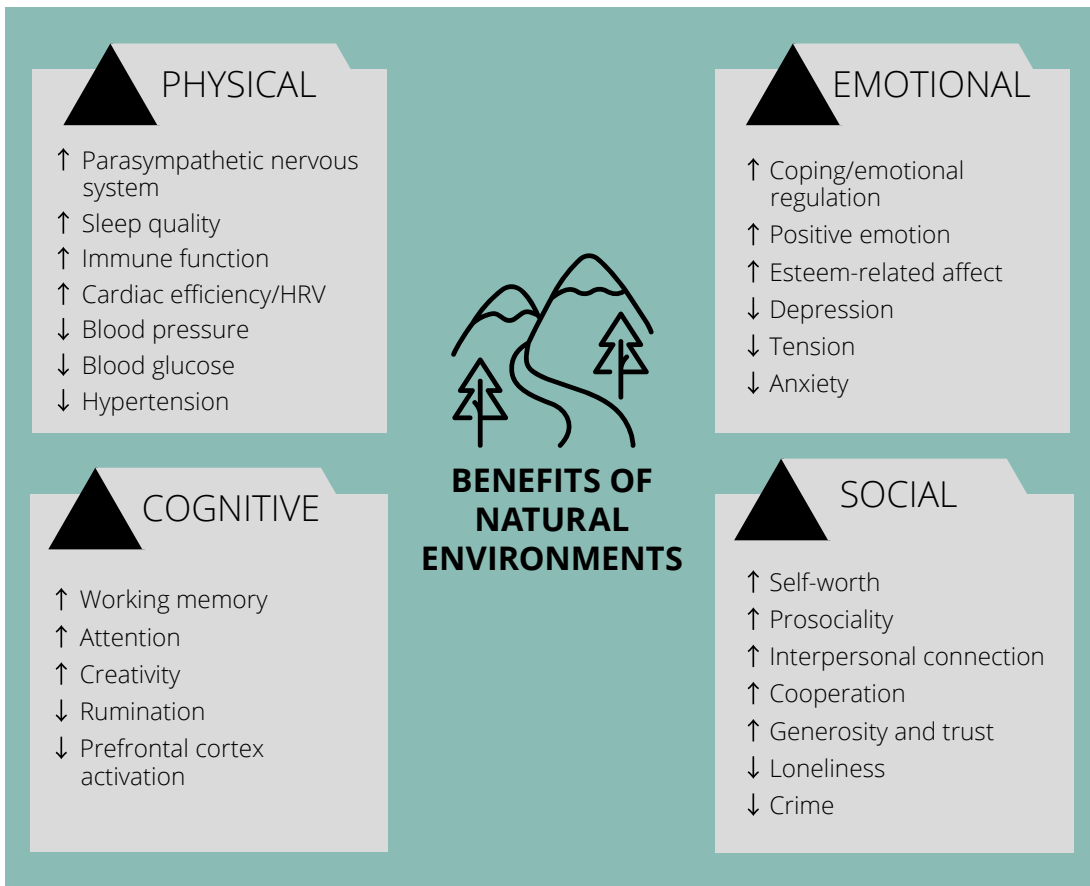 PHYSICAL
↑ Parasympathetic nervous
system
↑ Sleep quality
↑ Immune function
↑ Cardiac efficiency/HRV
↓ Blood pressure
↓ Blood glucose
↓ Hypertension
EMOTIONAL
↑ Coping/emotional
regulation
↑ Positive emotion
↑ Esteem-related affect
↓ Depression
↓ Tension
↓ Anxiety
BENEFITS OF
NATURAL
ENVIRONMENTS
COGNITIVE
↑ Working memory
↑ Attention
↑ Creativity
↓ Rumination
↓ Prefrontal cortex
activation
SOCIAL
↑ Self-worth
↑ Prosociality
↑ Interpersonal connection
↑ Cooperation
↑ Generosity and trust
↓ Loneliness
↓ Crime